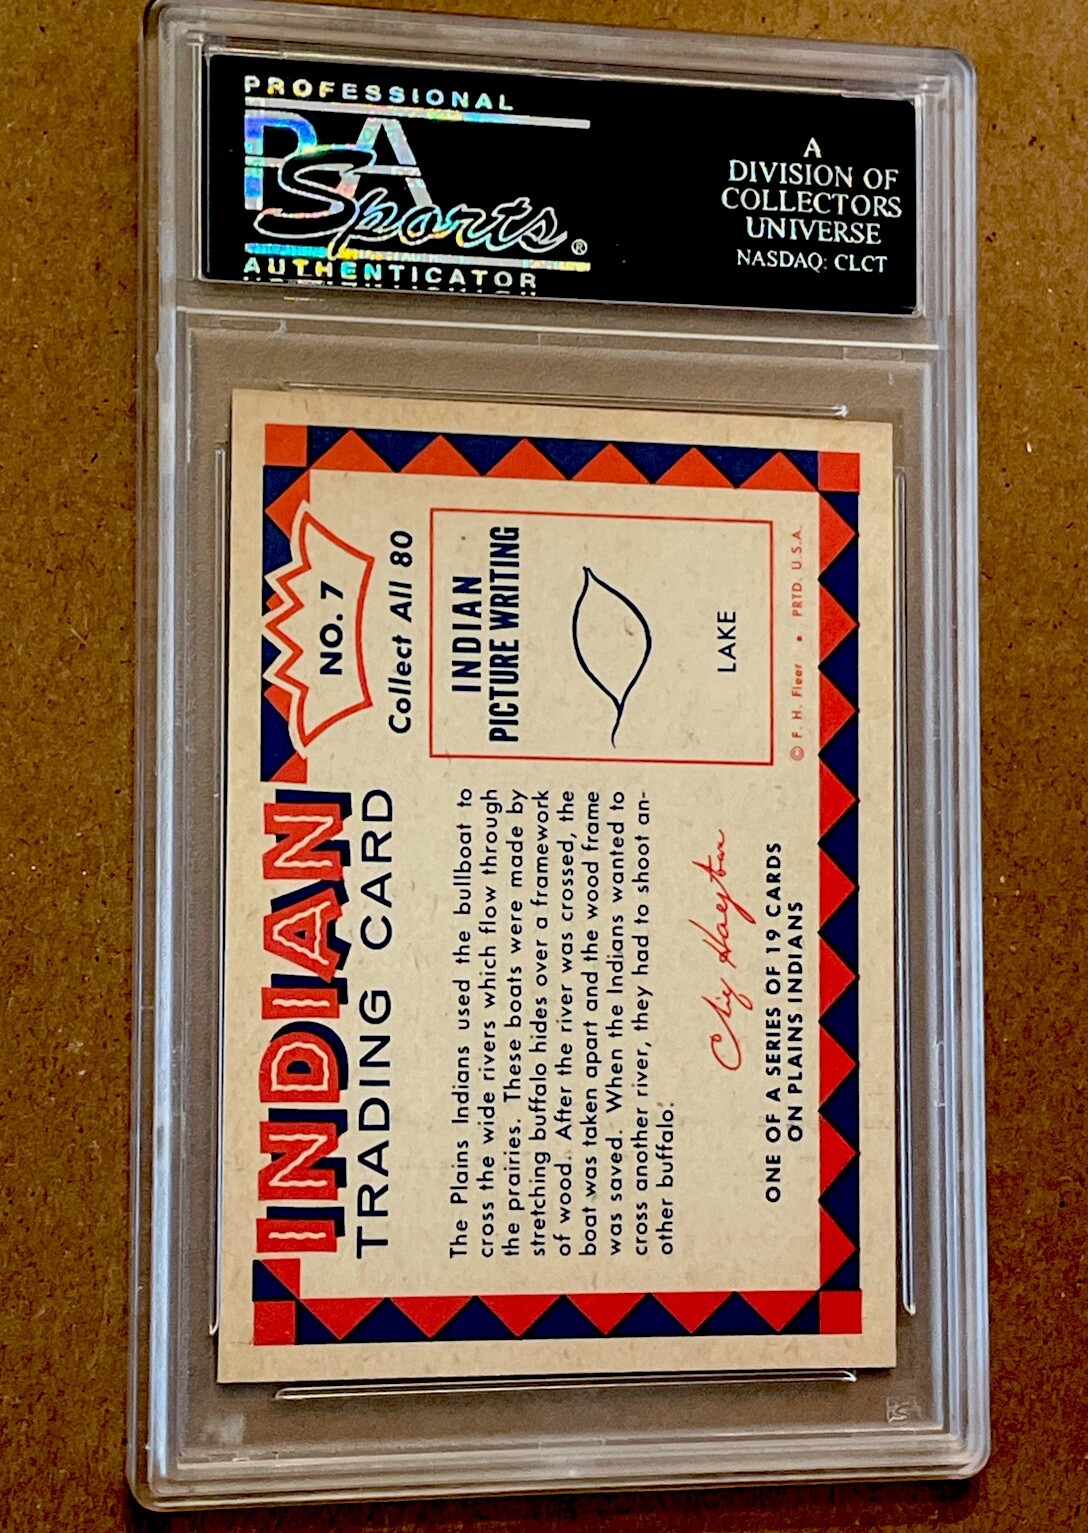 PROFESSIONAL
PSA
Sports®
AUTHENTICATOR
A
DIVISION OF
COLLECTORS
UNIVERSE
NASDAQ: CLCT
INDIAN
TRADING CARD
NO. 7
Collect All 80
The Plains Indians used the bullboat to
cross the wide rivers which flow through
the prairies. These boats were made by
stretching buffalo hides over a framework
of wood. After the river was crossed, the
boat was taken apart and the wood frame
was saved. When the Indians wanted to
cross another river, they had to shoot an-
other buffalo.
ONE OF A SERIES OF 19 CARDS
ON PLAINS INDIANS
INDIAN
PICTURE WRITING
LAKE
© F. H. Fleer • PRTD. U.S.A.